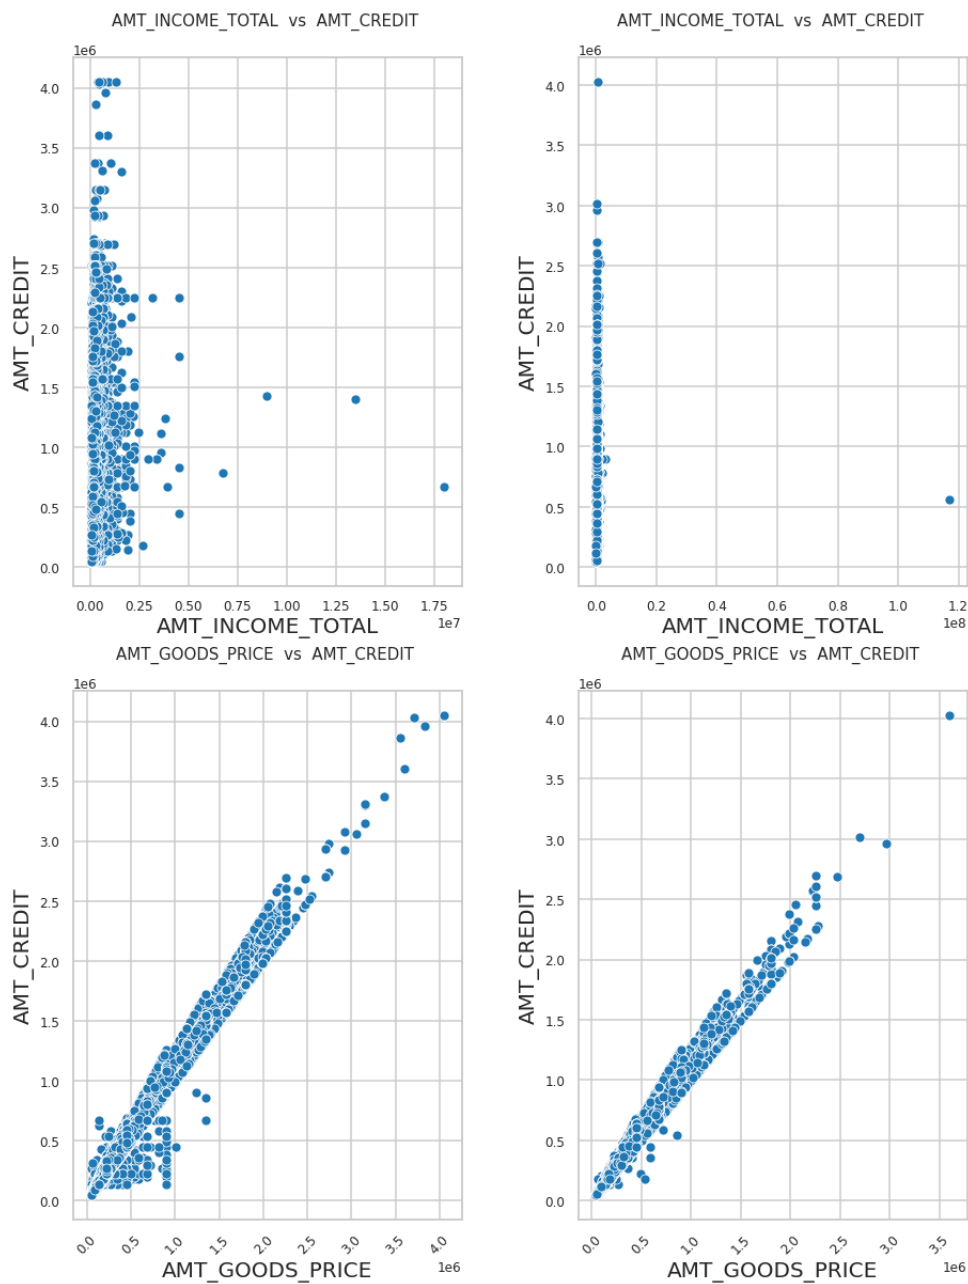 AMT_INCOME_TOTAL vs AMT_CREDIT
1e6
4.0
3.5
3.0
2.5
2.0
1.5
1.0
0.5
0.0
AMT_CREDIT
0.00 0.25 0.50 0.75 1.00 1.25 1.50 1.75
1e7
AMT_INCOME_TOTAL
AMT_INCOME_TOTAL vs AMT_CREDIT
1e6
4.0
3.5
3.0
2.5
2.0
1.5
1.0
0.5
0.0
AMT_CREDIT
0.0 0.2 0.4 0.6 0.8 1.0 1.2
1e8
AMT_INCOME_TOTAL
AMT_GOODS_PRICE vs AMT_CREDIT
1e6
4.0
3.5
3.0
2.5
2.0
1.5
1.0
0.5
0.0
AMT_CREDIT
0.0 0.5 1.0 1.5 2.0 2.5 3.0 3.5 4.0
1e6
AMT_GOODS_PRICE
AMT_GOODS_PRICE vs AMT_CREDIT
1e6
4.0
3.5
3.0
2.5
2.0
1.5
1.0
0.5
0.0
AMT_CREDIT
0.0 0.5 1.0 1.5 2.0 2.5 3.0 3.5
1e6
AMT_GOODS_PRICE